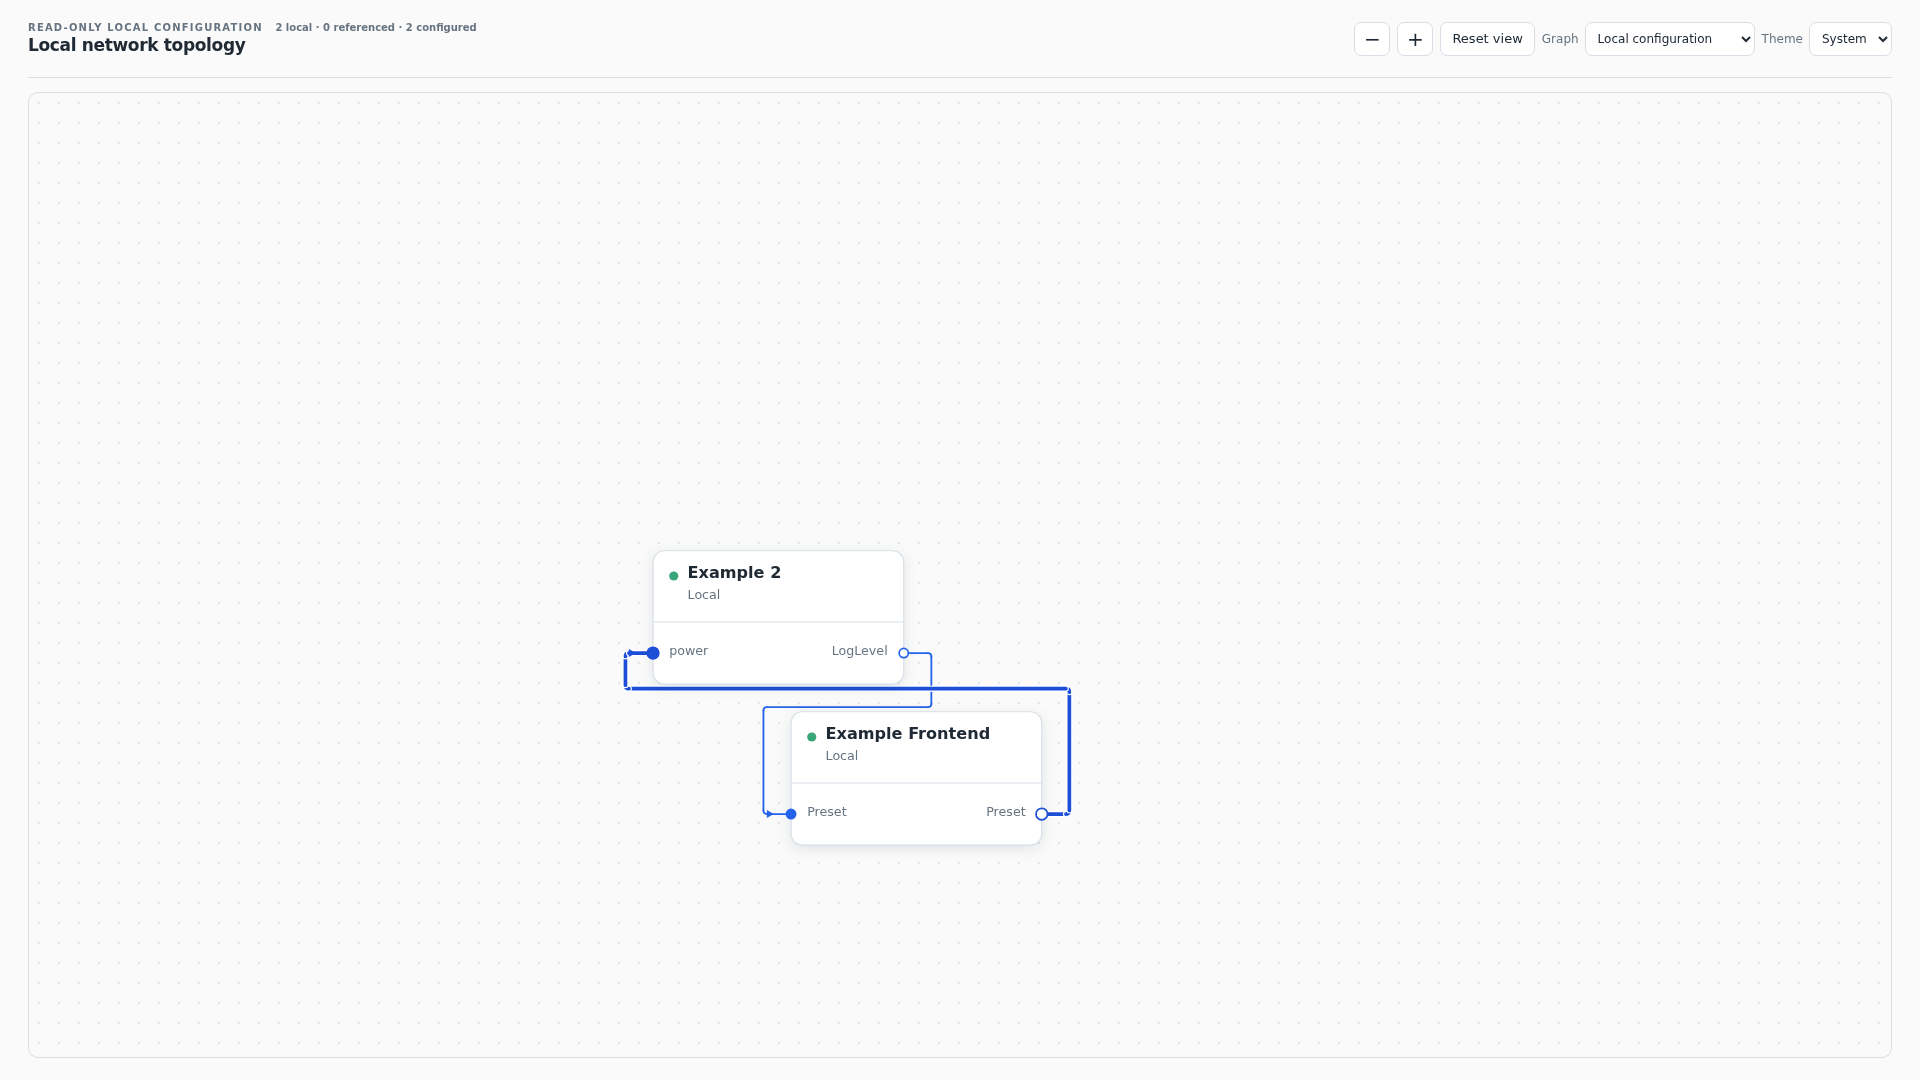 READ-ONLY LOCAL CONFIGURATION 2 local · 0 referenced · 2 configured
Local network topology
− + Reset view Graph Local configuration Theme System
Example 2
Local
power LogLevel
Example Frontend
Local
Preset Preset